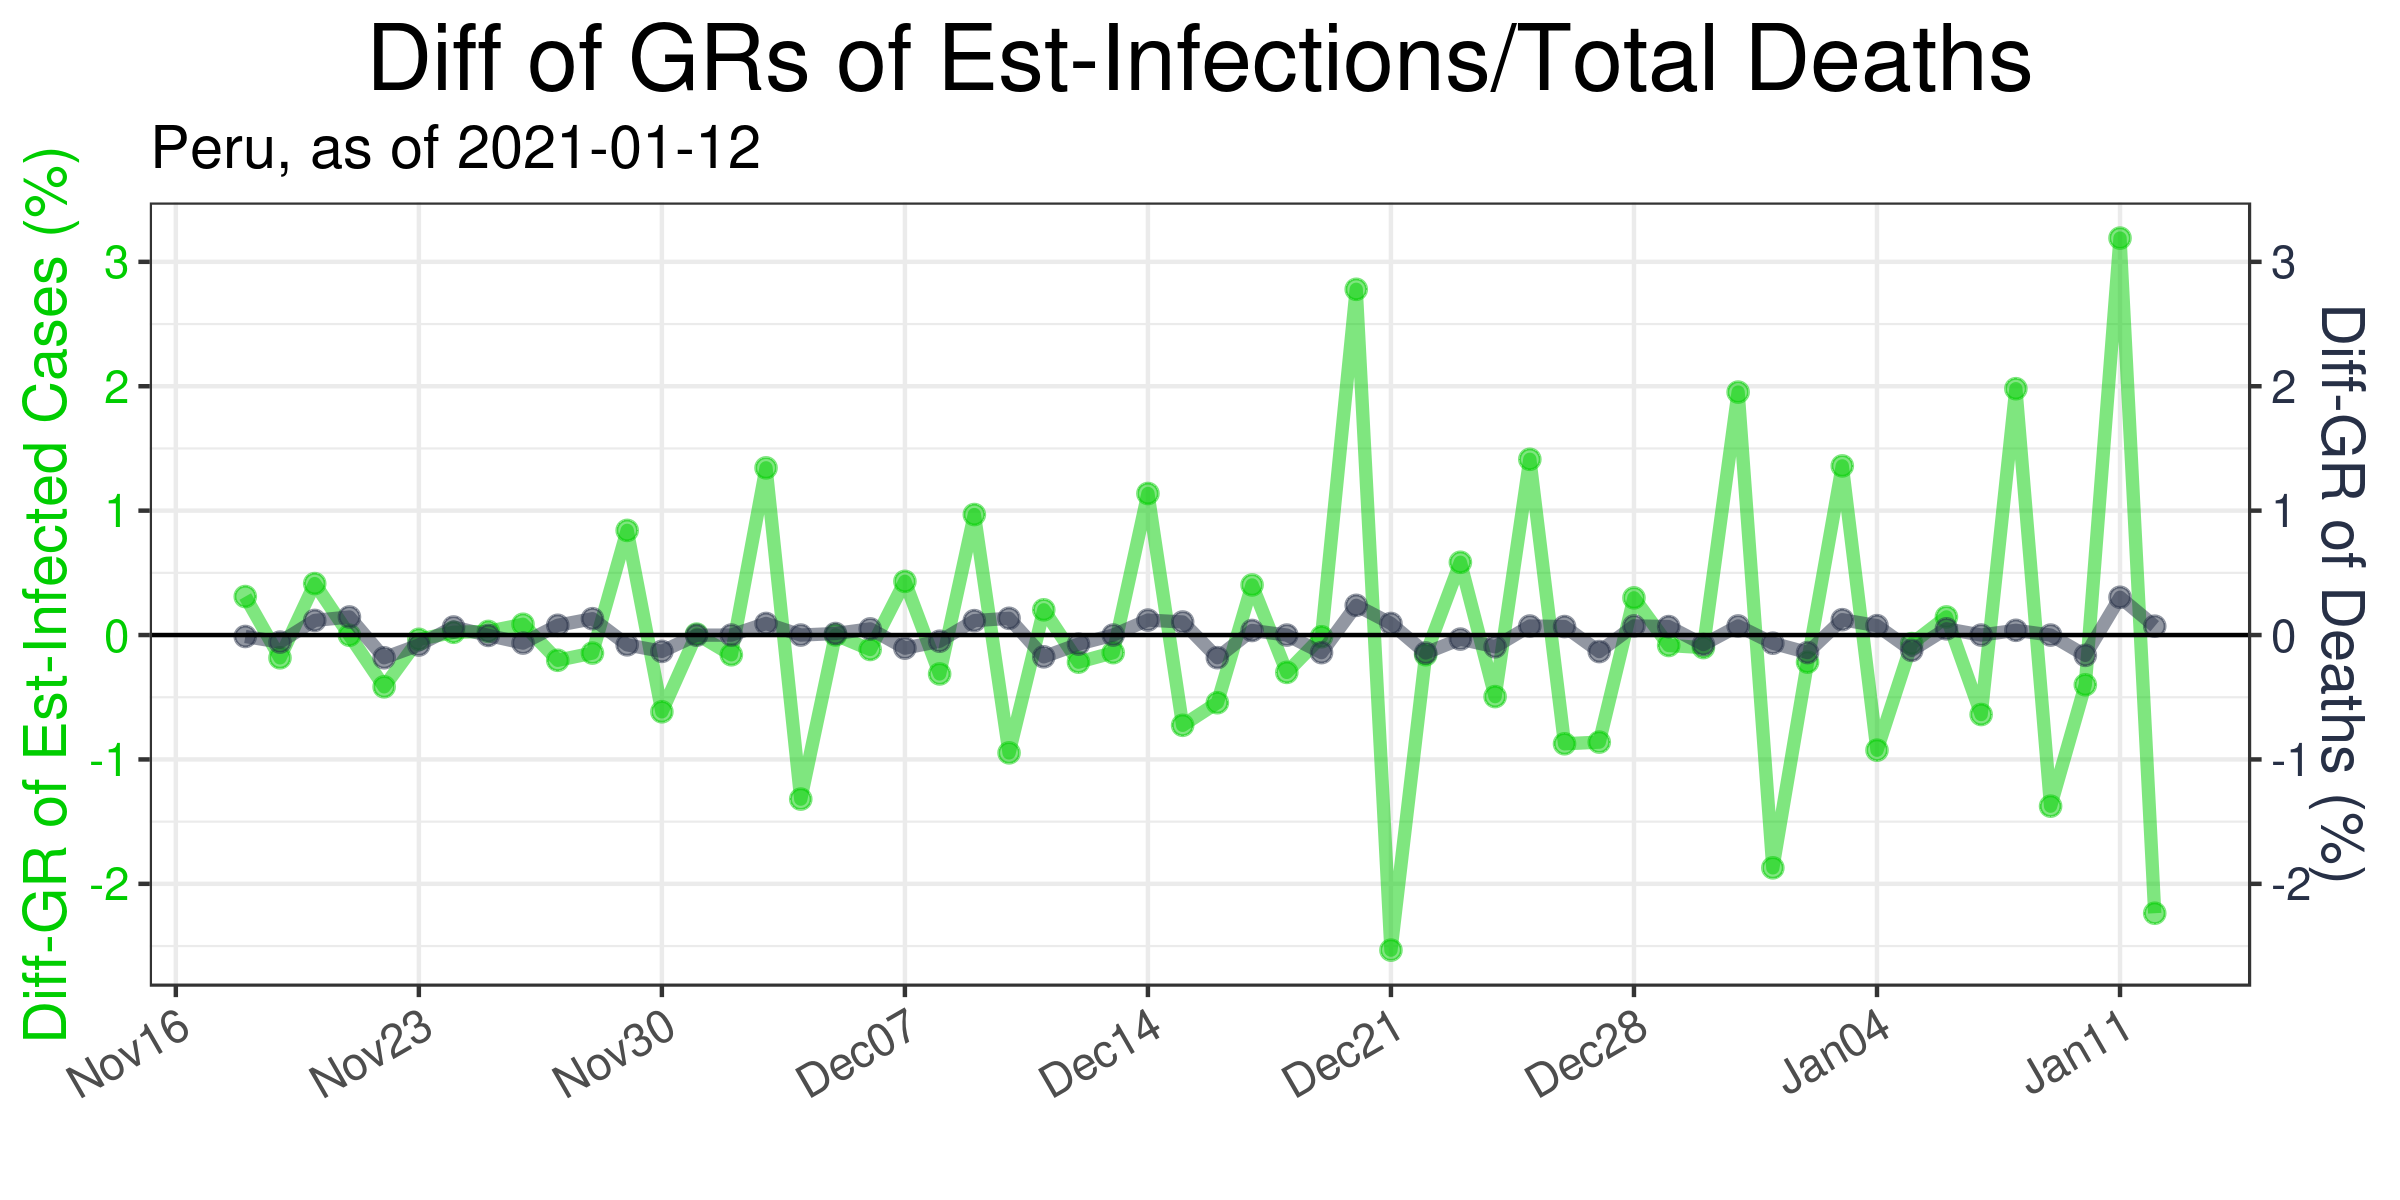 Diff of GRs of Est-Infections/Total Deaths
Peru, as of 2021-01-12
Diff-GR of Est-Infected Cases (%)
3
2
1
0
-1
-2
3
2
1
0
-1
-2
Diff-GR of Deaths (%)
Nov16
Nov23
Nov30
Dec07
Dec14
Dec21
Dec28
Jan04
Jan11